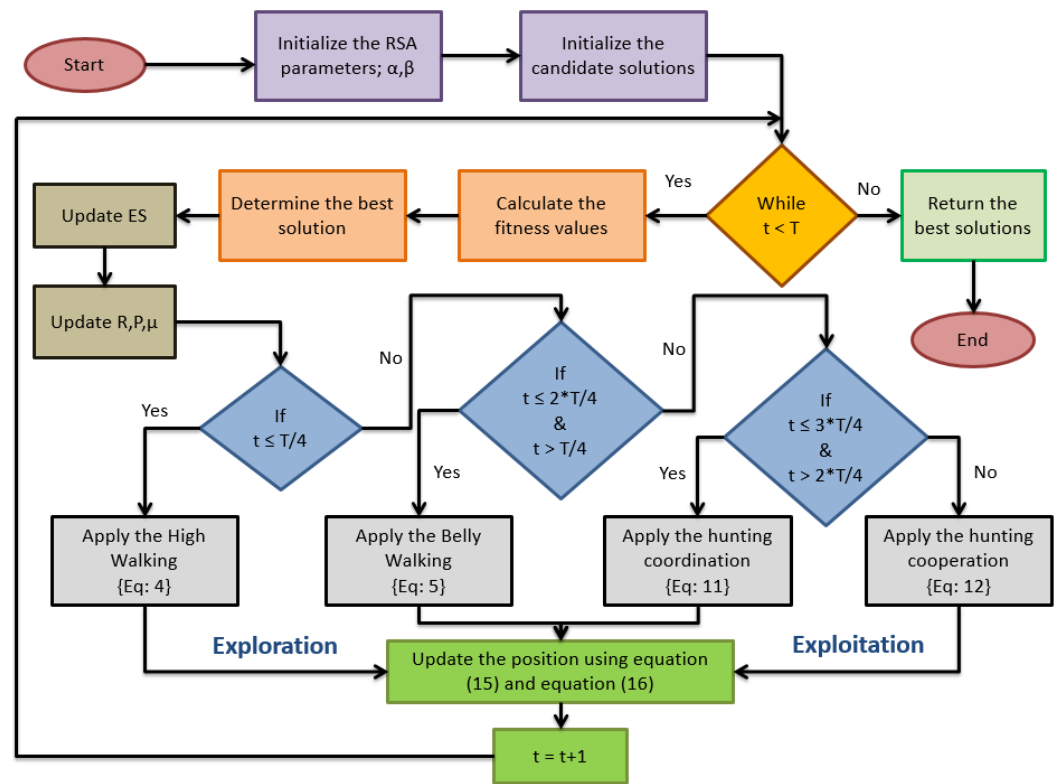 Start
Initialize the RSA
parameters; α,β
Initialize the
candidate solutions
While
t < T
Yes
No
Calculate the
fitness values
Determine the best
solution
Update ES
Return the
best solutions
End
Update R,P,μ
If
t ≤ T/4
Yes
No
If
t ≤ 2*T/4
&
t > T/4
Yes
No
If
t ≤ 3*T/4
&
t > 2*T/4
Yes
No
Apply the High
Walking
{Eq: 4}
Apply the Belly
Walking
{Eq: 5}
Apply the hunting
coordination
{Eq: 11}
Apply the hunting
cooperation
{Eq: 12}
Exploration
Exploitation
Update the position using equation
(15) and equation (16)
t = t+1